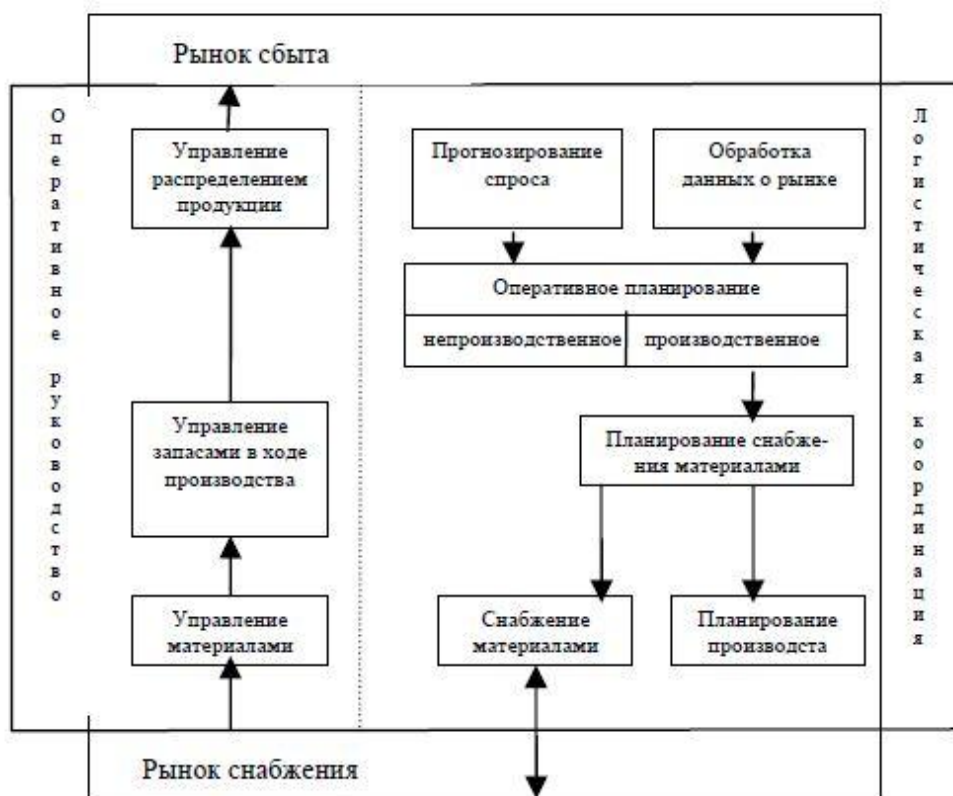 Рынок сбыта
Оперативное руководство
Управление
распределением
продукции
Управление
запасами в ходе
производства
Управление
материалами
Прогнозирование
спроса
Обработка
данных о рынке
Оперативное планирование
непроизводственное
производственное
Планирование снабже-
ния материалами
Снабжение
материалами
Планирование
производста
Логистическая координация
Рынок снабжения